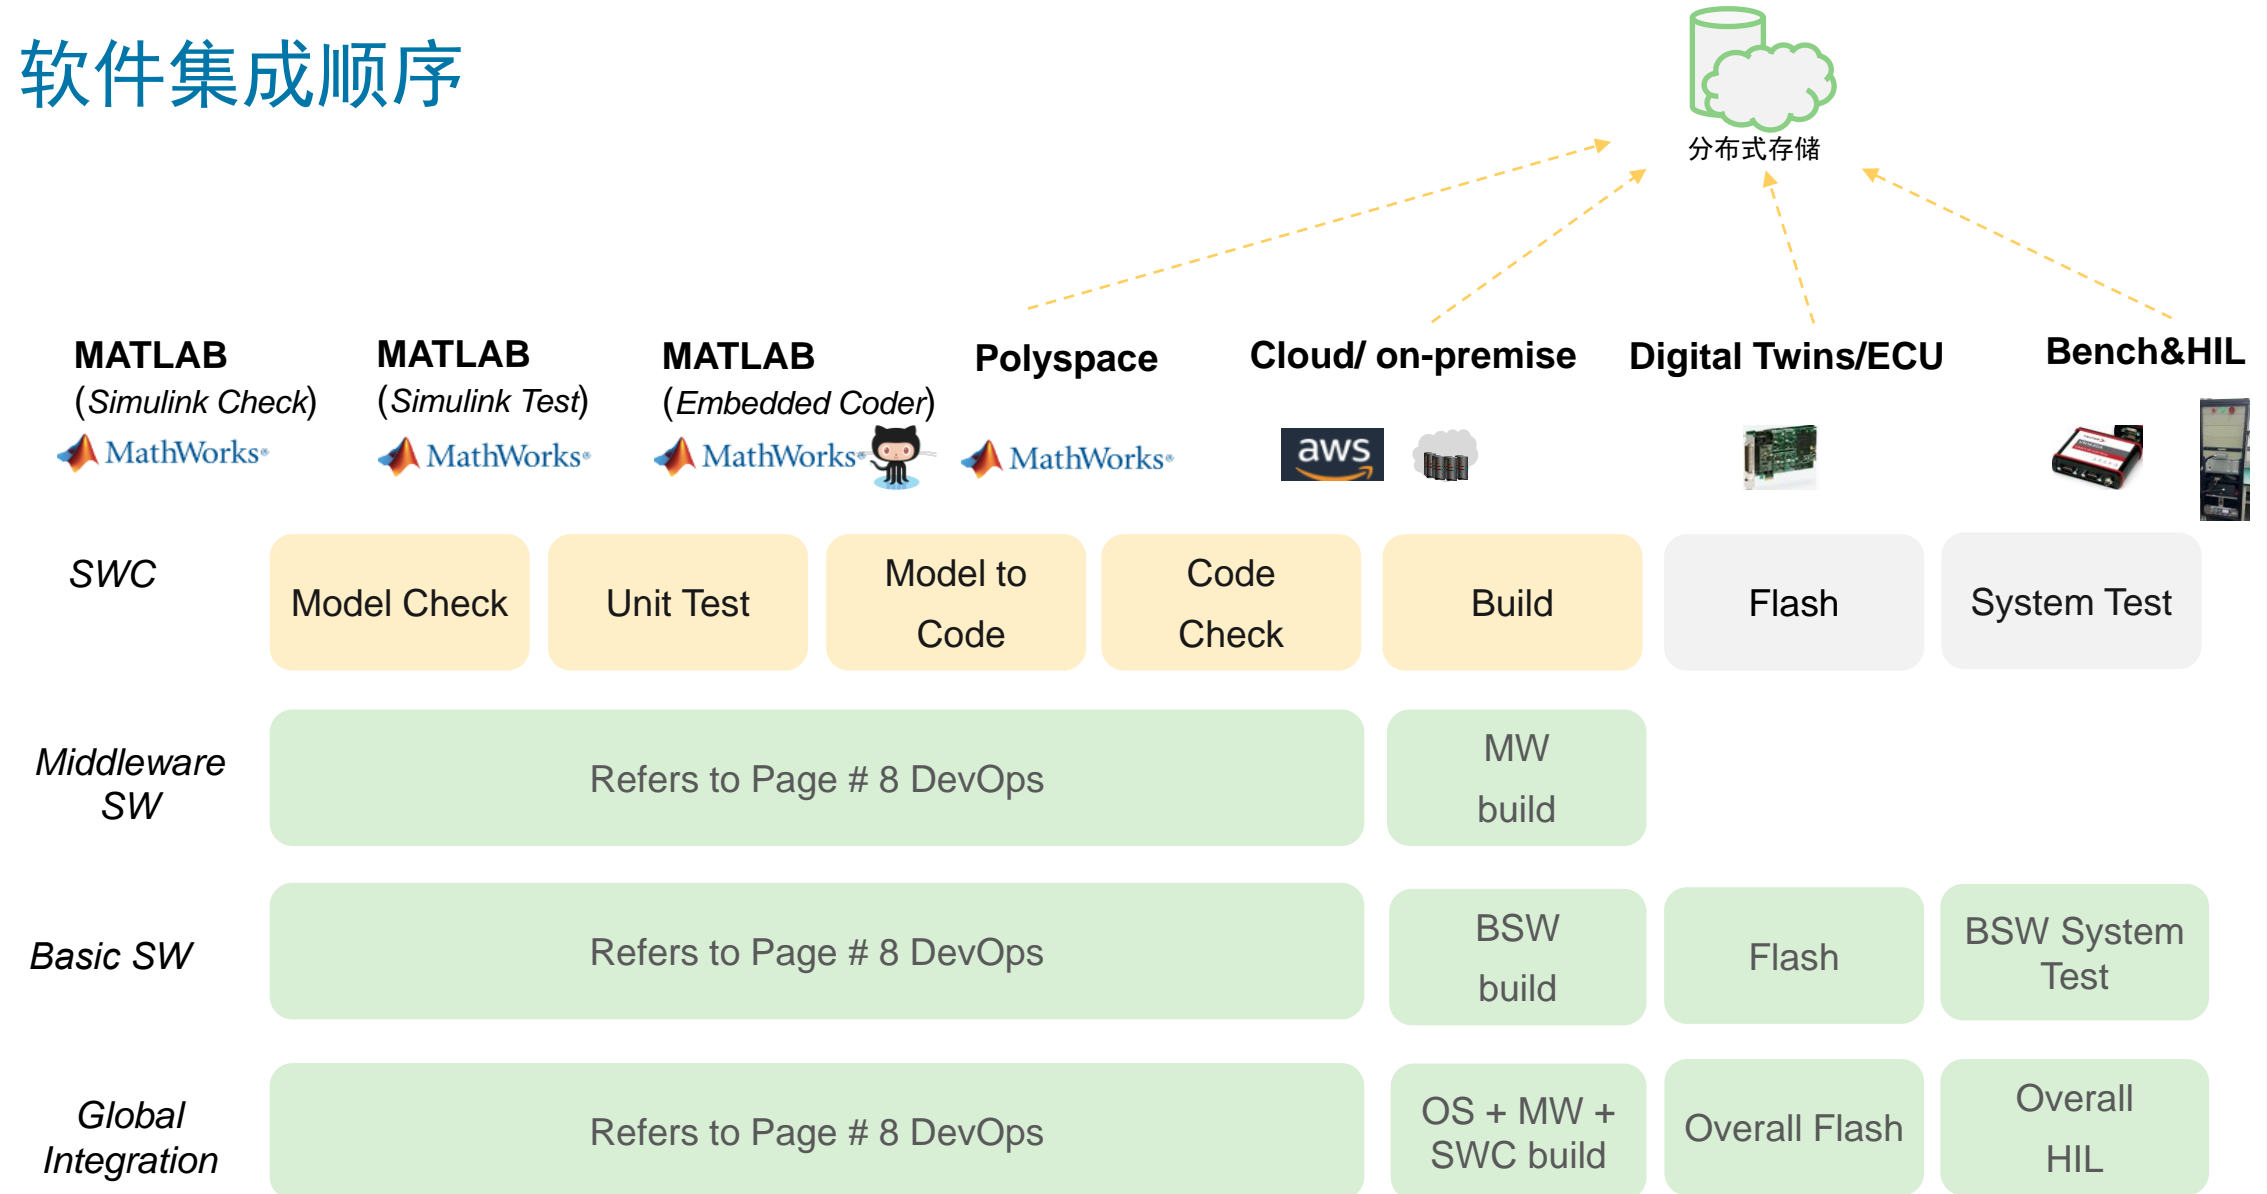 软件集成顺序
分布式存储
MATLAB
(Simulink Check)
MathWorks®
MATLAB
(Simulink Test)
MathWorks®
MATLAB
(Embedded Coder)
MathWorks®
Polyspace
MathWorks®
Cloud/ on-premise
aws
Digital Twins/ECU
Bench&HIL
SWC
Model Check
Unit Test
Model to
Code
Code
Check
Build
Flash
System Test
Middleware
SW
Refers to Page # 8 DevOps
MW
build
Basic SW
Refers to Page # 8 DevOps
BSW
build
Flash
BSW System
Test
Global
Integration
Refers to Page # 8 DevOps
OS + MW +
SWC build
Overall Flash
Overall
HIL